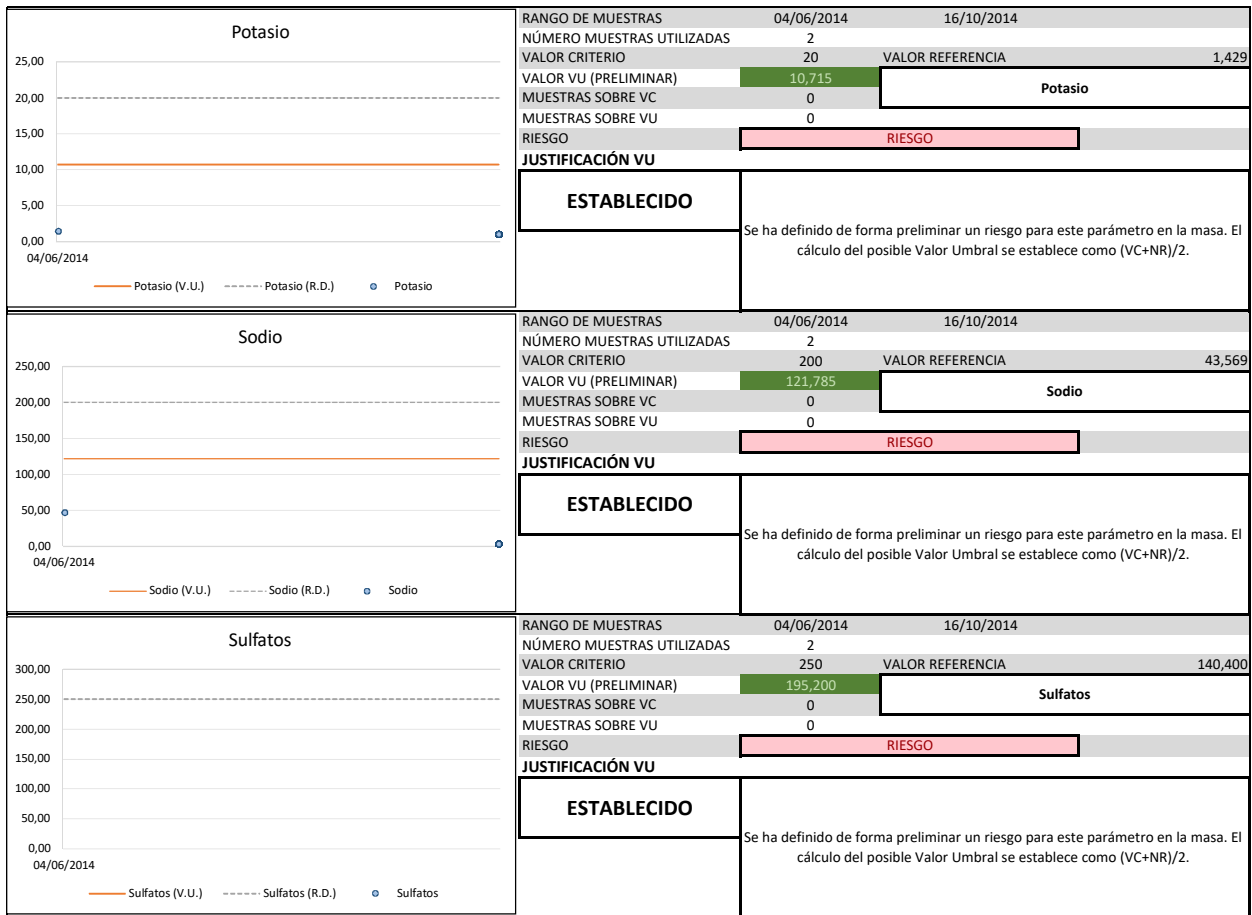 Potasio
25,00
20,00
15,00
10,00
5,00
0,00
04/06/2014
Potasio (V.U.) Potasio (R.D.) Potasio
RANGO DE MUESTRAS 04/06/2014 16/10/2014
NÚMERO MUESTRAS UTILIZADAS 2
VALOR CRITERIO 20 VALOR REFERENCIA 1,429
VALOR VU (PRELIMINAR) 10,715
Potasio
MUESTRAS SOBRE VC 0
MUESTRAS SOBRE VU 0
RIESGO RIESGO
JUSTIFICACIÓN VU
ESTABLECIDO
Se ha definido de forma preliminar un riesgo para este parámetro en la masa. El
cálculo del posible Valor Umbral se establece como (VC+NR)/2.
Sodio
250,00
200,00
150,00
100,00
50,00
0,00
04/06/2014
Sodio (V.U.) Sodio (R.D.) Sodio
RANGO DE MUESTRAS 04/06/2014 16/10/2014
NÚMERO MUESTRAS UTILIZADAS 2
VALOR CRITERIO 200 VALOR REFERENCIA 43,569
VALOR VU (PRELIMINAR) 121,785
Sodio
MUESTRAS SOBRE VC 0
MUESTRAS SOBRE VU 0
RIESGO RIESGO
JUSTIFICACIÓN VU
ESTABLECIDO
Se ha definido de forma preliminar un riesgo para este parámetro en la masa. El
cálculo del posible Valor Umbral se establece como (VC+NR)/2.
Sulfatos
300,00
250,00
200,00
150,00
100,00
50,00
0,00
04/06/2014
Sulfatos (V.U.) Sulfatos (R.D.) Sulfatos
RANGO DE MUESTRAS 04/06/2014 16/10/2014
NÚMERO MUESTRAS UTILIZADAS 2
VALOR CRITERIO 250 VALOR REFERENCIA 140,400
VALOR VU (PRELIMINAR) 195,200
Sulfatos
MUESTRAS SOBRE VC 0
MUESTRAS SOBRE VU 0
RIESGO RIESGO
JUSTIFICACIÓN VU
ESTABLECIDO
Se ha definido de forma preliminar un riesgo para este parámetro en la masa. El
cálculo del posible Valor Umbral se establece como (VC+NR)/2.